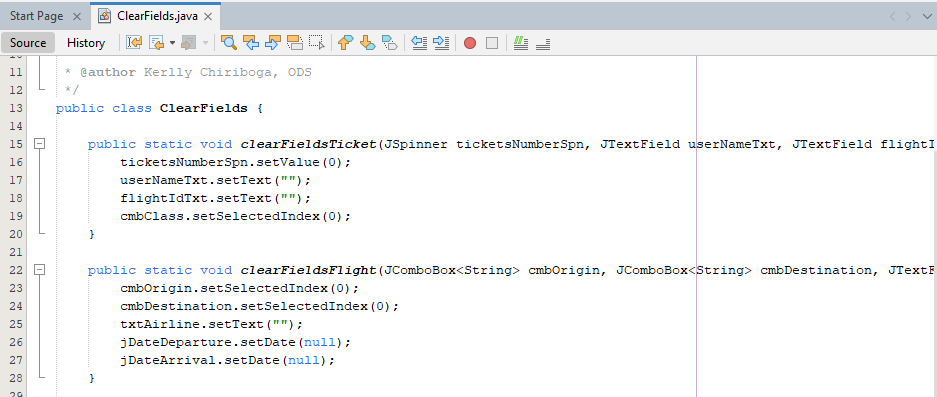 Start Page
ClearFields.java
Source History
11 * @author Kerlly Chiriboga, ODS
12 */
13 public class ClearFields {
14
15 public static void clearFieldsTicket(JSpinner ticketsNumberSpn, JTextField userNameTxt, JTextField flightI
16 ticketsNumberSpn.setValue(0);
17 userNameTxt.setText("");
18 flightIdTxt.setText("");
19 cmbClass.setSelectedIndex(0);
20 }
21
22 public static void clearFieldsFlight(JComboBox<String> cmbOrigin, JComboBox<String> cmbDestination, JTextF
23 cmbOrigin.setSelectedIndex(0);
24 cmbDestination.setSelectedIndex(0);
25 txtAirline.setText("");
26 jDateDeparture.setDate(null);
27 jDateArrival.setDate(null);
28 }
29